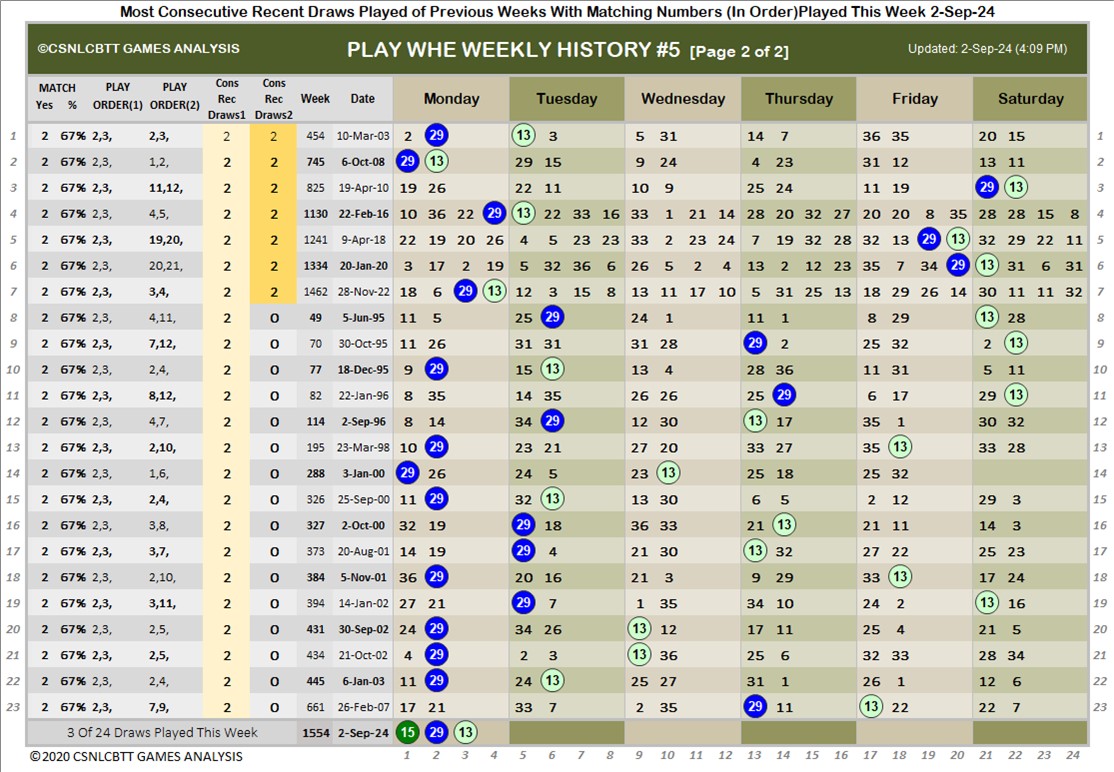 Most Consecutive Recent Draws Played of Previous Weeks With Matching Numbers (In Order)Played This Week 2-Sep-24
©CSNLCBTT GAMES ANALYSIS PLAY WHE WEEKLY HISTORY #5 [Page 2 of 2] Updated: 2-Sep-24 (4:09 PM)
MATCH Yes % PLAY ORDER(1) PLAY ORDER(2) Cons Rec Draws1 Cons Rec Draws2 Week Date Monday Tuesday Wednesday Thursday Friday Saturday
1 2 67% 2,3, 2,3, 2 2 454 10-Mar-03 2 29 13 3 5 31 14 7 36 35 20 15 1
2 2 67% 2,3, 1,2, 2 2 745 6-Oct-08 29 13 29 15 9 24 4 23 31 12 13 11 2
3 2 67% 2,3, 11,12, 2 2 825 19-Apr-10 19 26 22 11 10 9 25 24 11 19 29 22 3
4 2 67% 2,3, 4,5, 2 2 1130 22-Feb-16 10 36 22 29 13 22 33 16 33 1 21 14 28 20 32 27 20 20 8 35 28 28 15 8 4
5 2 67% 2,3, 19,20, 2 2 1241 9-Apr-18 22 19 20 26 4 5 23 23 32 2 23 33 24 7 19 32 28 32 13 29 13 32 29 22 11 5
6 2 67% 2,3, 20,21, 2 2 1334 20-Jan-20 3 17 2 19 5 32 36 6 26 5 2 4 13 2 12 23 35 7 34 29 13 31 6 31 6
7 2 67% 2,3, 3,4, 2 2 1462 28-Nov-22 18 6 29 13 12 3 15 8 13 11 17 10 5 31 25 13 18 29 26 14 30 11 11 32 7
8 2 67% 2,3, 4,11, 2 0 49 5-Jun-95 11 5 25 29 24 1 11 1 8 29 13 28 8
9 2 67% 2,3, 7,12, 2 0 70 30-Oct-95 11 26 31 31 31 28 29 2 25 32 2 13 9
10 2 67% 2,3, 2,4, 2 0 77 18-Dec-95 9 29 15 13 13 4 28 36 11 31 5 11 10
11 2 67% 2,3, 8,12, 2 0 82 22-Jan-96 8 35 14 35 26 26 25 29 6 17 29 13 11
12 2 67% 2,3, 4,7, 2 0 114 2-Sep-96 8 14 34 29 12 30 13 17 35 1 30 32 12
13 2 67% 2,3, 2,10, 2 0 195 23-Mar-98 10 29 23 21 27 20 33 27 35 13 33 28 13
14 2 67% 2,3, 1,6, 2 0 288 3-Jan-00 29 26 24 5 23 13 25 18 25 32 14
15 2 67% 2,3, 2,4, 2 0 326 25-Sep-00 11 29 32 13 13 30 6 5 2 12 29 3 15
16 2 67% 2,3, 3,8, 2 0 327 2-Oct-00 32 19 29 18 36 33 21 13 21 11 14 3 16
17 2 67% 2,3, 3,7, 2 0 373 20-Aug-01 14 19 29 4 21 30 13 32 27 22 25 23 17
18 2 67% 2,3, 2,10, 2 0 384 5-Nov-01 36 29 20 16 21 3 9 29 33 13 17 24 18
19 2 67% 2,3, 3,11, 2 0 394 14-Jan-02 27 21 29 7 1 35 34 10 24 2 13 16 19
20 2 67% 2,3, 2,5, 2 0 431 30-Sep-02 24 29 34 26 13 12 17 11 25 4 21 5 20
21 2 67% 2,3, 2,5, 2 0 434 21-Oct-02 4 29 2 3 13 36 25 6 32 33 28 34 21
22 2 67% 2,3, 2,4, 2 0 445 6-Jan-03 11 29 24 13 25 27 31 1 26 1 12 6 22
23 2 67% 2,3, 7,9, 2 0 661 26-Feb-07 17 21 33 7 2 35 29 11 13 22 22 7 23
3 Of 24 Draws Played This Week 1554 2-Sep-24 15 29 13
©2020 CSNLCBTT GAMES ANALYSIS 1 2 3 4 5 6 7 8 9 10 11 12 13 14 15 16 17 18 19 20 21 22 23 24